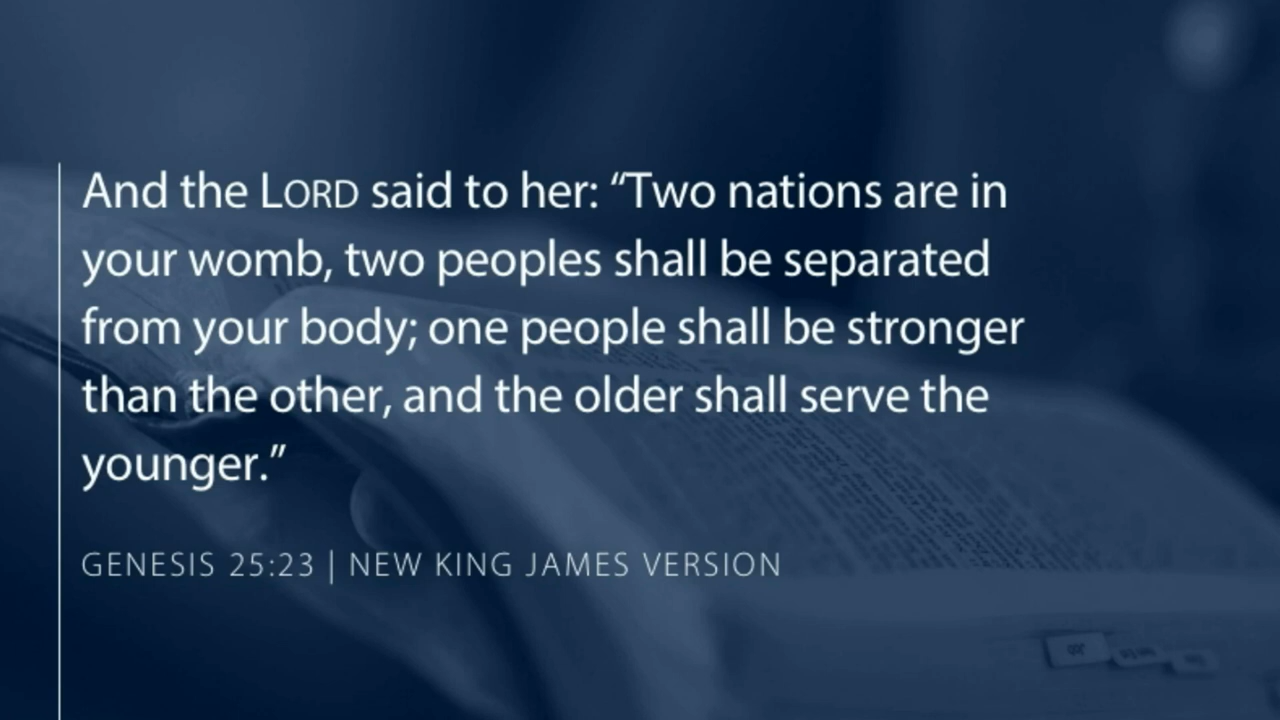 And the LORD said to her: “Two nations are in
your womb, two peoples shall be separated
from your body; one people shall be stronger
than the other, and the older shall serve the
younger.”
GENESIS 25:23 | NEW KING JAMES VERSION